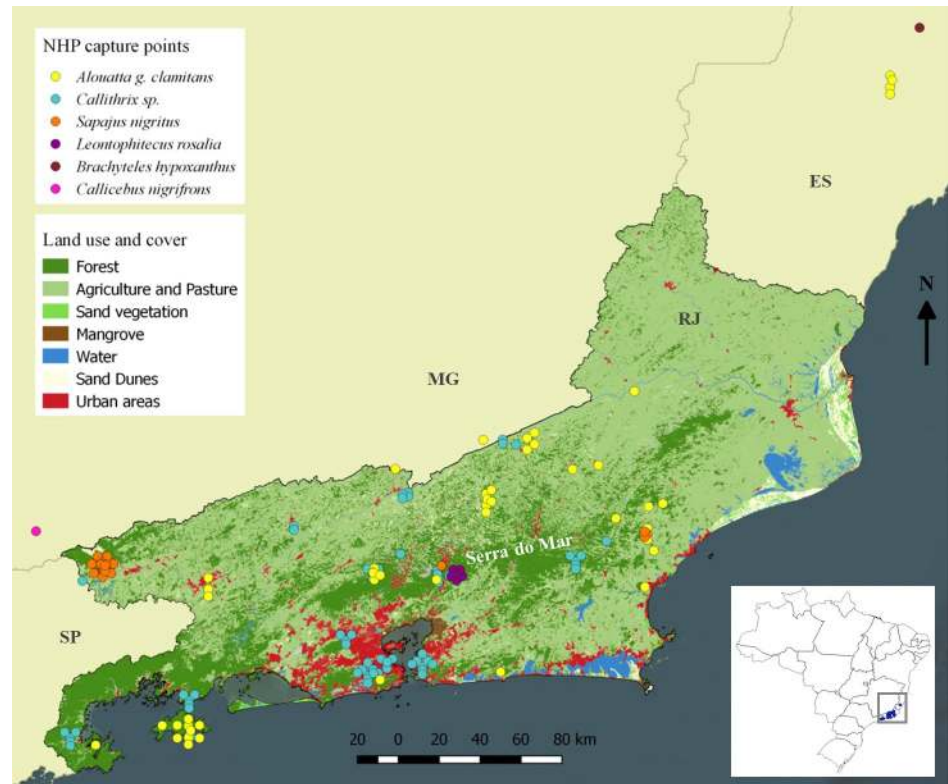 NHP capture points
Alouatta g. clamitans
Callithrix sp.
Sapajus nigritus
Leontophitecus rosalia
Brachyteles hypoxanthus
Callicebus nigrifrons
Land use and cover
Forest
Agriculture and Pasture
Sand vegetation
Mangrove
Water
Sand Dunes
Urban areas
ES
N
RJ
MG
Serra do Mar
SP
20 0 20 40 60 80 km